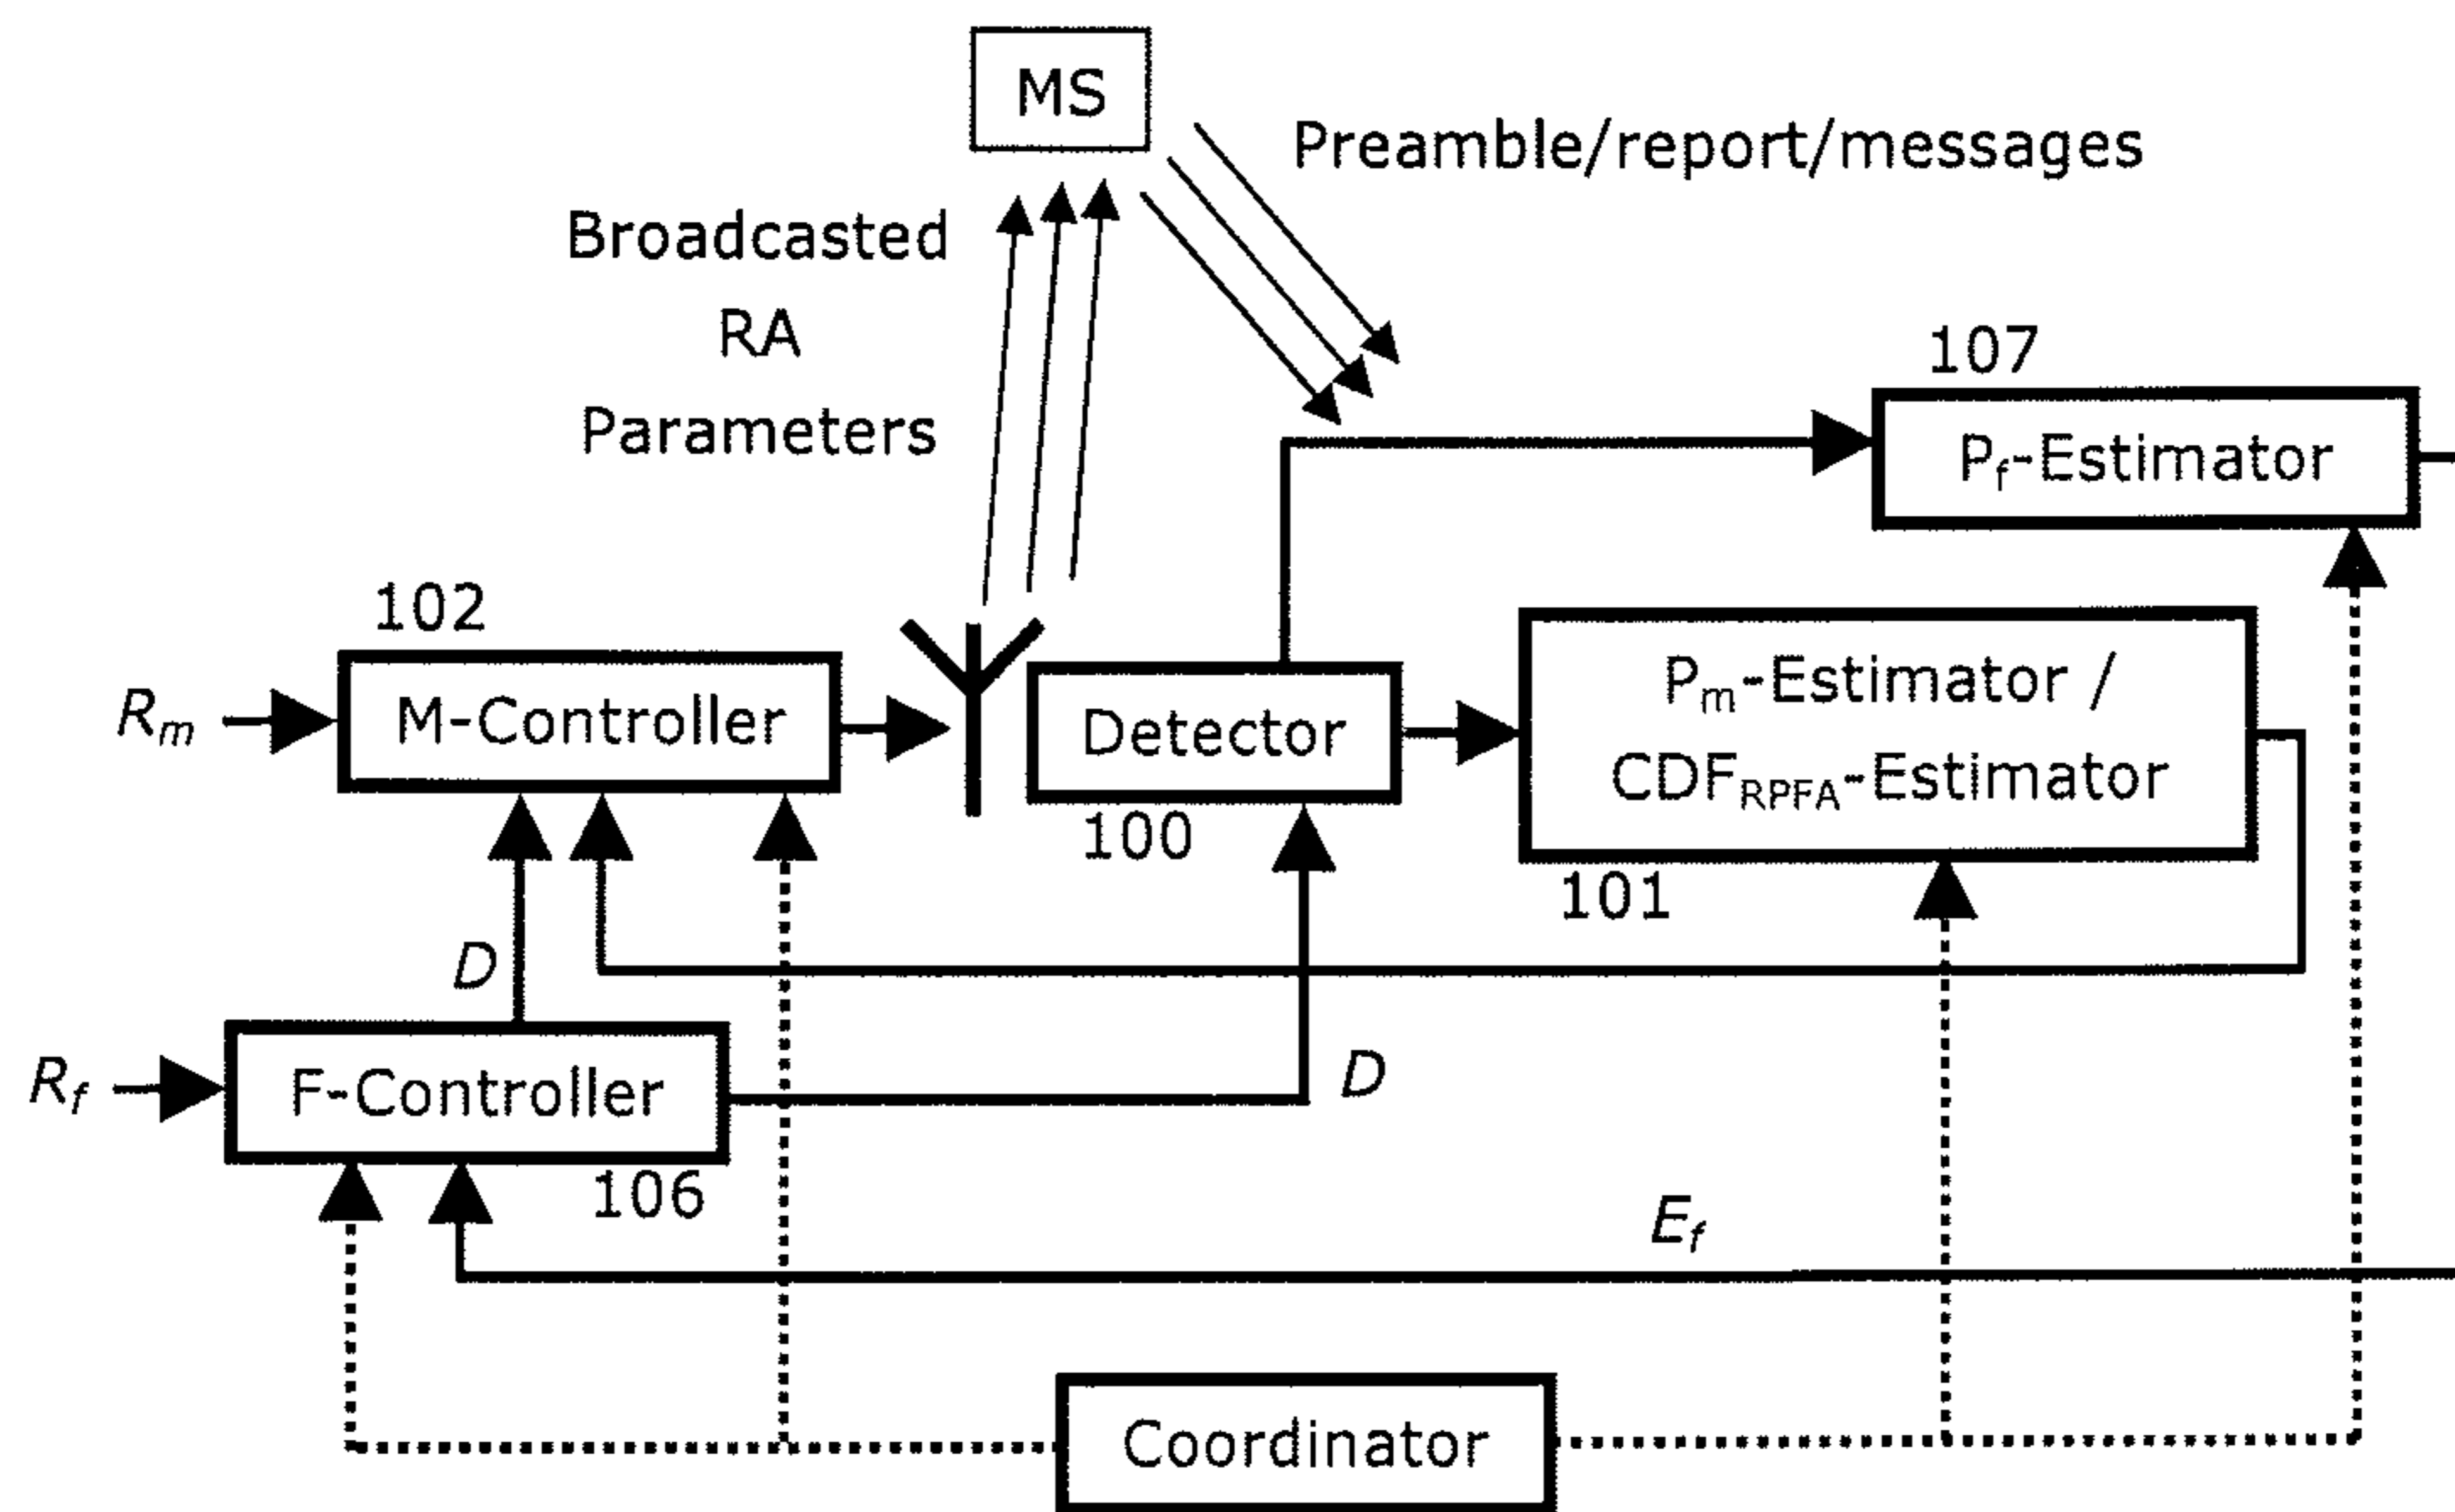 MS
Preamble/report/messages
Broadcasted
RA
Parameters
107
Pf-Estimator
102
Rm
M-Controller
Detector
100
Pm-Estimator /
CDFRPFA-Estimator
101
D
Rf
F-Controller
106
D
Ef
Coordinator